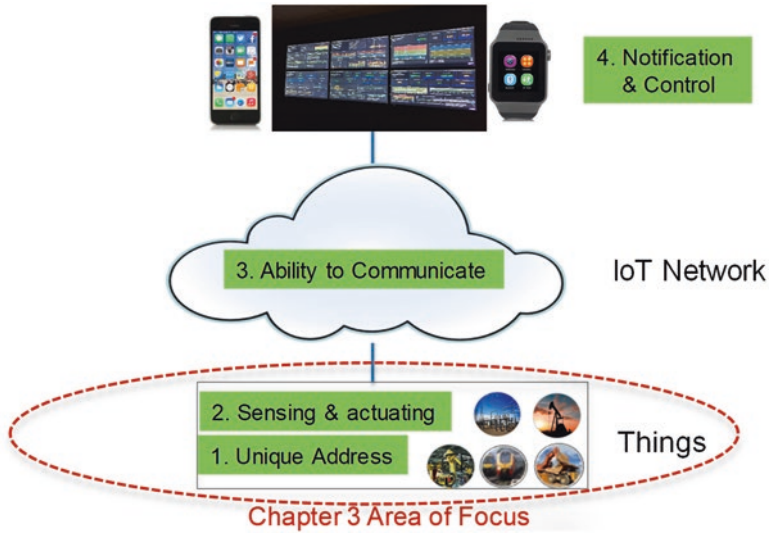 4. Notification
& Control
3. Ability to Communicate
IoT Network
2. Sensing & actuating
1. Unique Address
Things
Chapter 3 Area of Focus